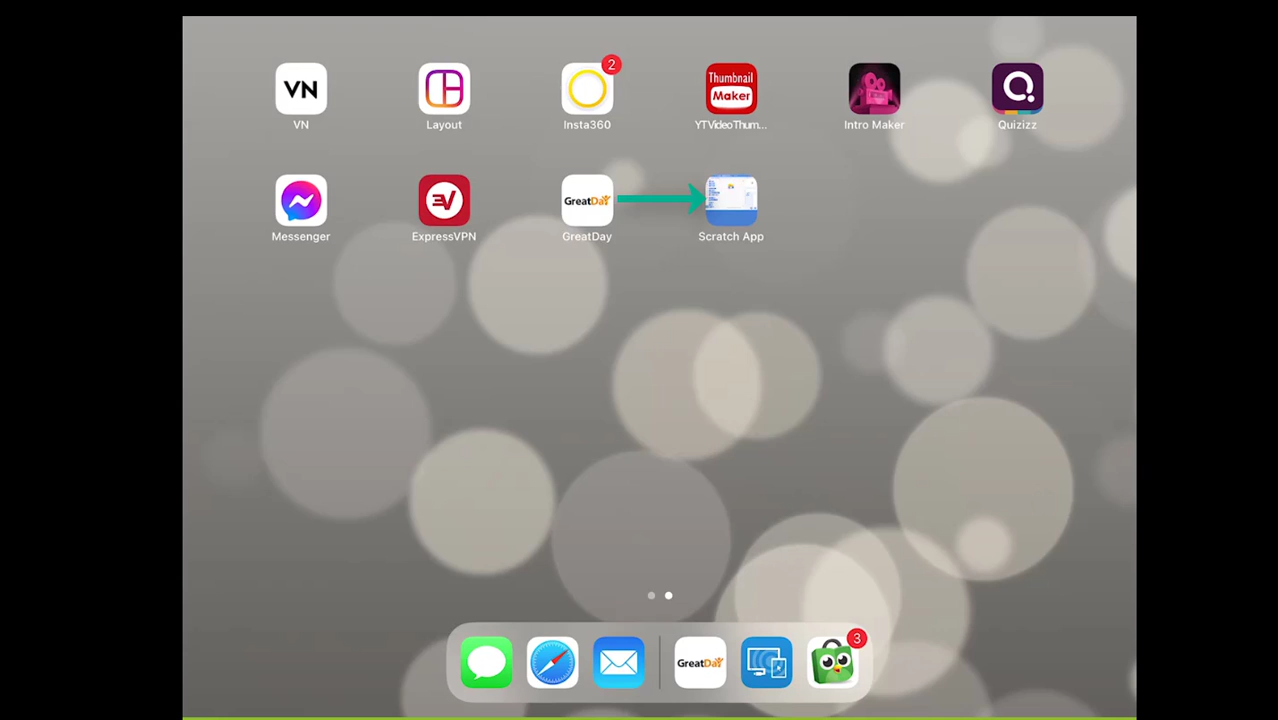 2
VN
Thumbnail
Maker
VN
Layout
Insta360
YTVideoThum...
Intro Maker
Quizizz
EV
GreatDay
Messenger
ExpressVPN
GreatDay
Scratch App
GreatDay
3